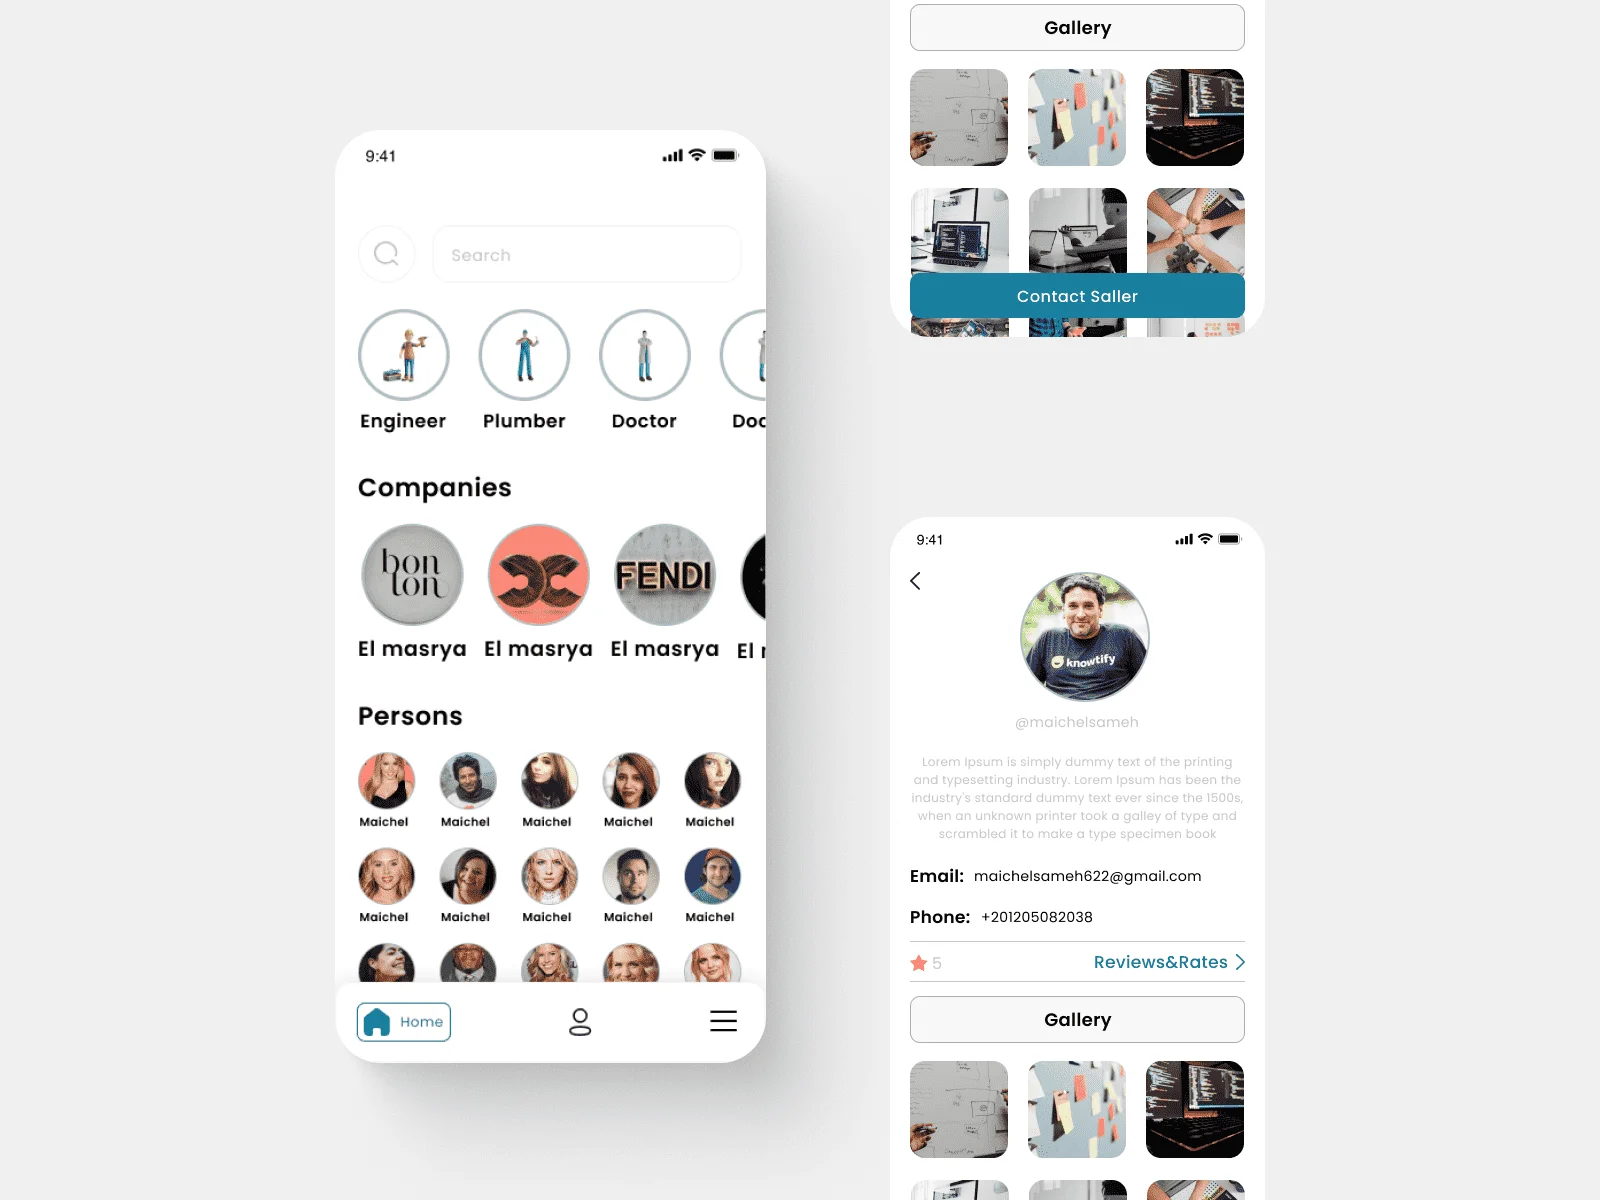 9:41
Search
Engineer
Plumber
Doctor
Doc
Companies
bon
ton
FENDI
El masrya
El masrya
El masrya
El
Persons
Maichel
Maichel
Maichel
Maichel
Maichel
Maichel
Maichel
Maichel
Maichel
Maichel
Home
Gallery
Contact Saller
9:41
knowtify
@maichelsameh
Lorem Ipsum is simply dummy text of the printing
and typesetting industry. Lorem Ipsum has been the
industry's standard dummy text ever since the 1500s,
when an unknown printer took a galley of type and
scrambled it to make a type specimen book
Email: maichelsameh622@gmail.com
Phone: +201205082038
5
Reviews&Rates
Gallery